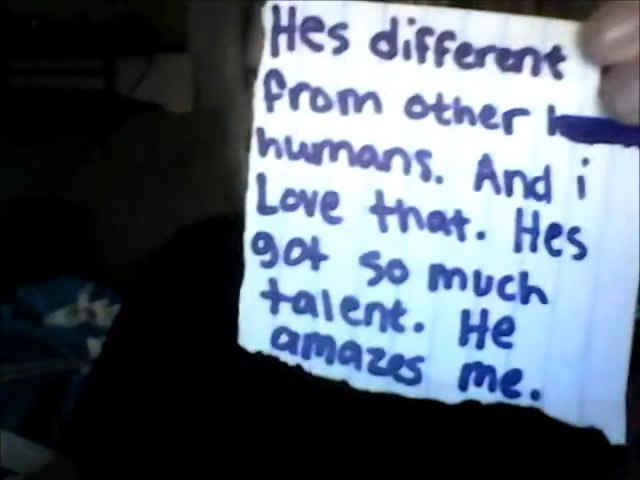 Hes different
from other
humans. And i
Love that. Hes
got so much
talent. He
amazes me.